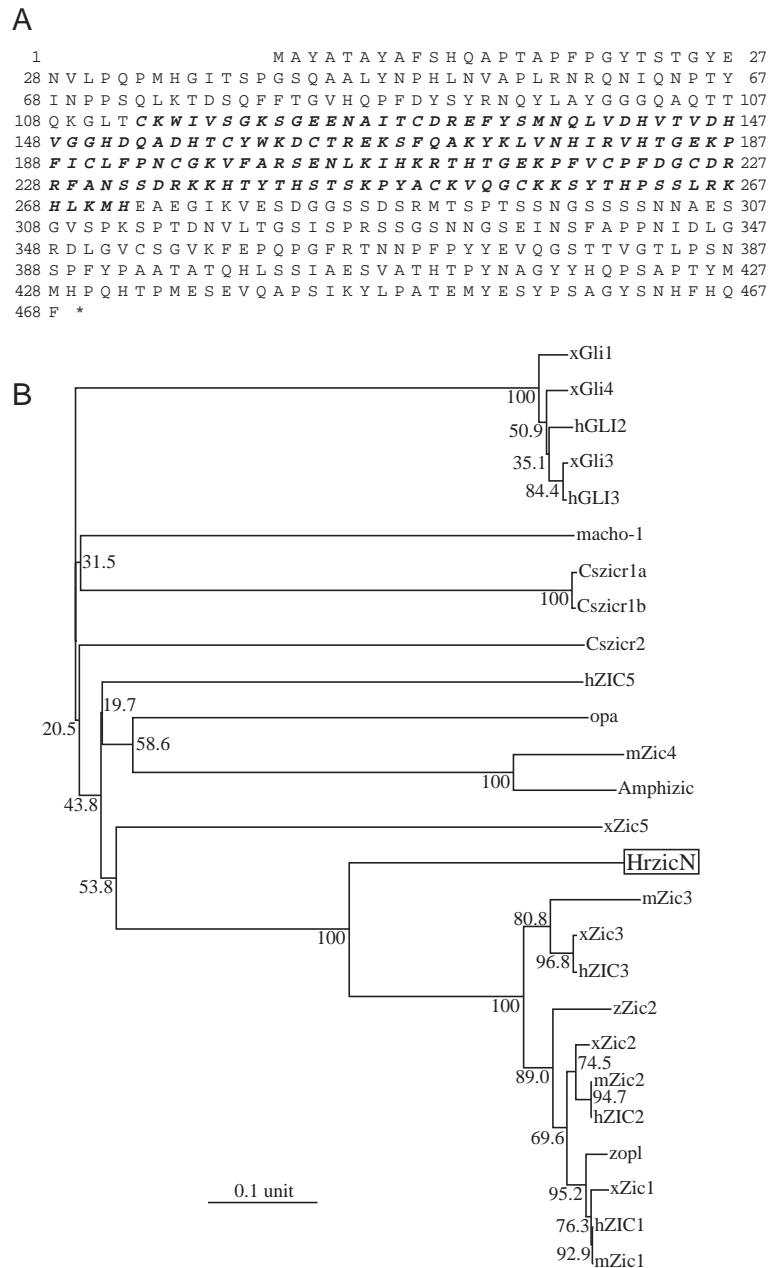 A
1 M A Y A T A Y A F S H Q A P T A P F P G Y T S T G Y E 27
28 N V L P Q P M H G I T S P G S Q A A L Y N P H L N V A P L R N R Q N I Q N P T Y 67
68 I N P P S Q L K T D S Q F F T G V H Q P F D Y S Y R N Q Y L A Y G G G Q A Q T T 107
108 Q K G L T C K W I V S G K S G E E N A I T C D R E F Y S M N Q L V D H V T V D H 147
148 V G G H D Q A D H T C Y W K D C T R E K S F Q A K Y K L V N H I R V H T G E K P 187
188 F I C L F P N C G K V F A R S E N L K I H K R T H T G E K P F V C P F D G C D R 227
228 R F A N S S D R K K H T Y T H S T S K P Y A C K V Q G C K K S Y T H P S S L R K 267
268 H L K M H E A E G I K V E S D G G S S D S R M T S P T S S N G S S S S N N A E S 307
308 G V S P K S P T D N V L T G S I S P R S S G S N N G S E I N S F A P P N I D L G 347
348 R D L G V C S G V K F E P Q P G F R T N N P F P Y Y E V Q G S T T V G T L P S N 387
388 S P F Y P A A T A T Q H L S S I A E S V A T H T P Y N A G Y Y H Q P S A P T Y M 427
428 M H P Q H T P M E S E V Q A P S I K Y L P A T E M Y E S Y P S A G Y S N H F H Q 467
468 F *
B
xGli1
100
xGli4
50.9
hGLI2
35.1
xGli3
84.4
hGLI3
macho-1
31.5
Cszicr1a
100
Cszicr1b
Cszicr2
hZIC5
19.7
20.5
opa
58.6
mZic4
100
Amphizic
43.8
xZic5
HrzicN
53.8
mZic3
80.8
100
xZic3
96.8
hZIC3
100
zZic2
xZic2
74.5
89.0
mZic2
94.7
hZIC2
69.6
zopl
95.2
xZic1
0.1 unit
76.3
hZIC1
92.9
mZic1